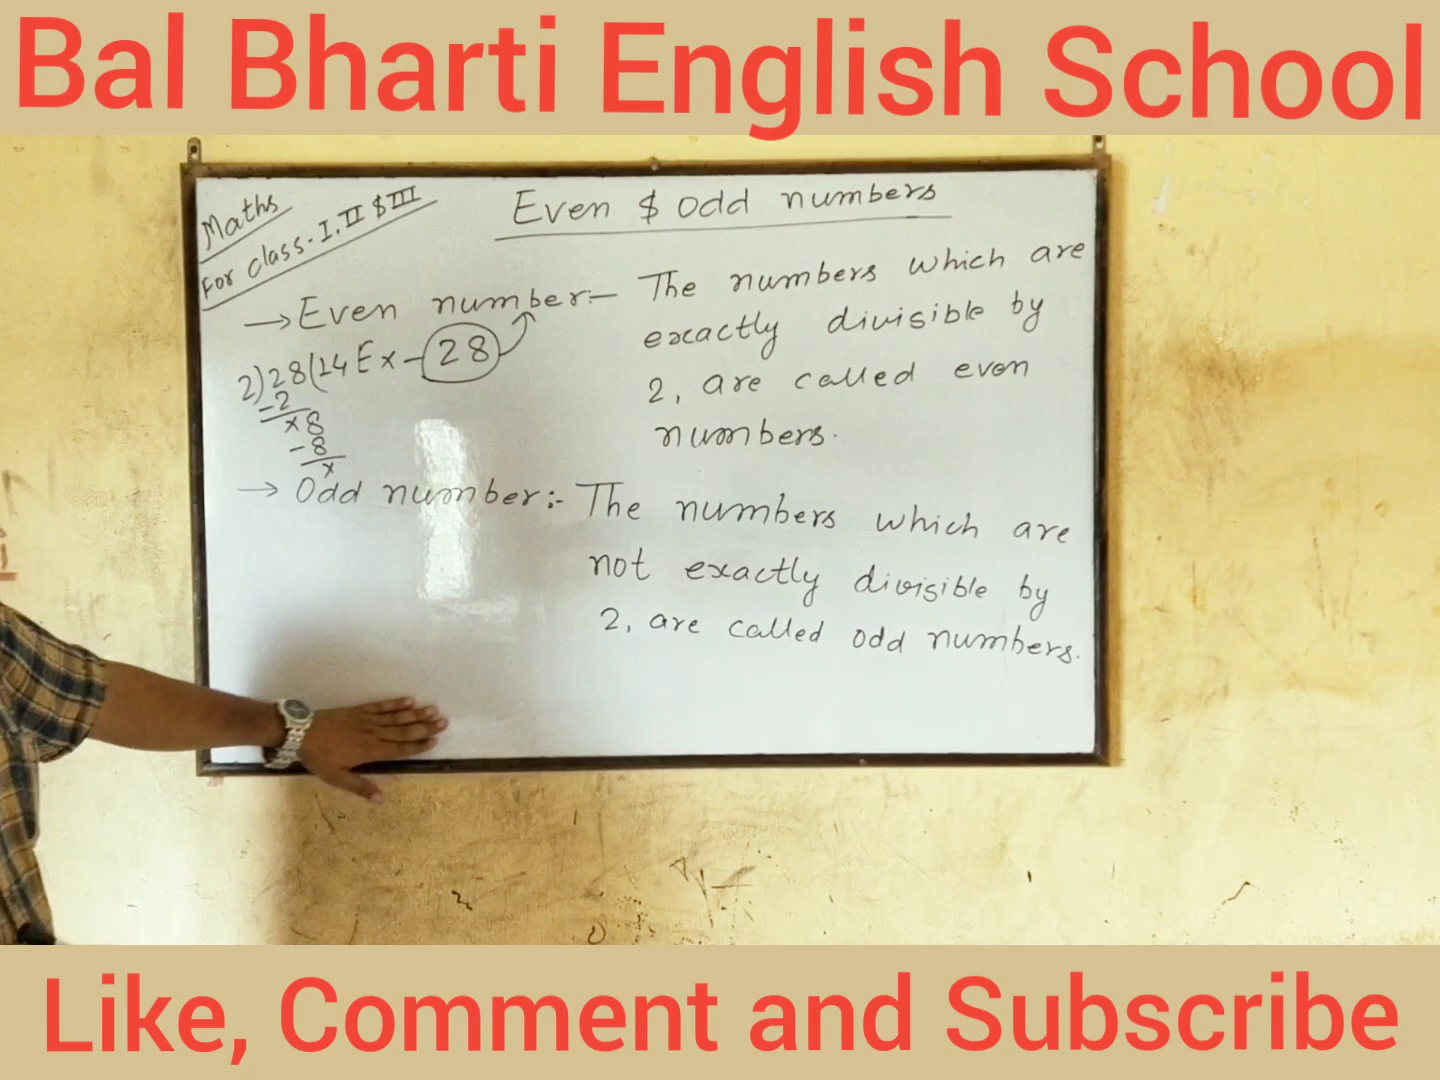 Bal Bharti English School
Maths
For class-I, II $ III
Even $ odd numbers
→ Even number:- The numbers which are
exactly divisible by
2, are called even
numbers.
2)28(14 Ex-28
-2
x8
-8
x
→ Odd number:- The numbers which are
not exactly divisible by
2, are called odd numbers.
Like, Comment and Subscribe